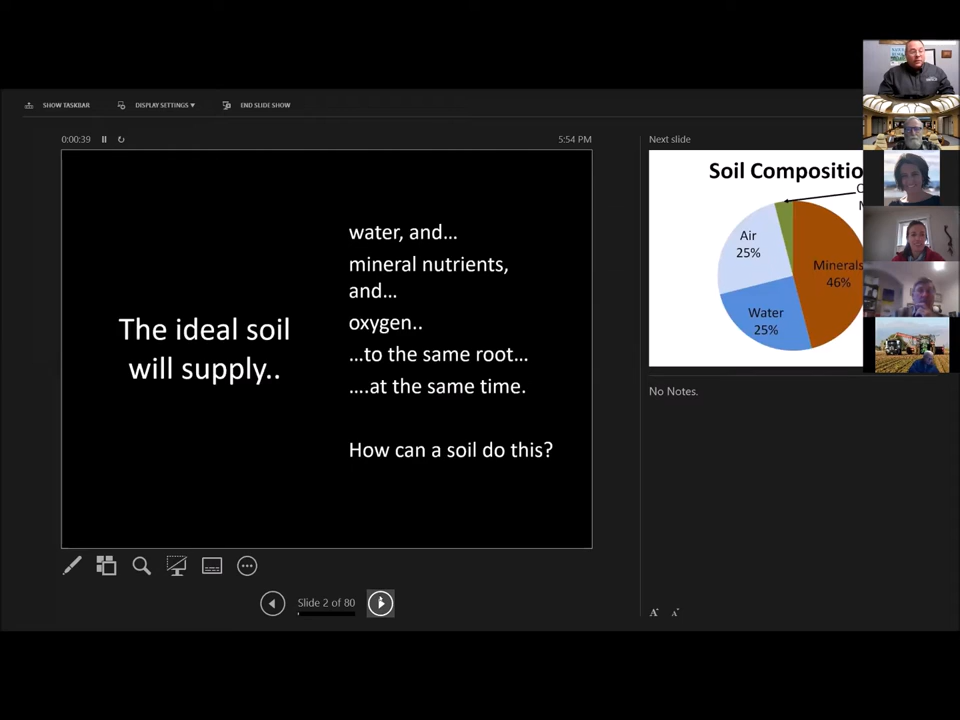 SHOW TASKBAR
DISPLAY SETTINGS ▾
END SLIDE SHOW
0:00:39
5:54 PM
The ideal soil
will supply..
water, and...
mineral nutrients,
and...
oxygen..
...to the same root...
....at the same time.
How can a soil do this?
Slide 2 of 80
Next slide
Soil Compositio
Air
25%
Minerals
46%
Water
25%
No Notes.